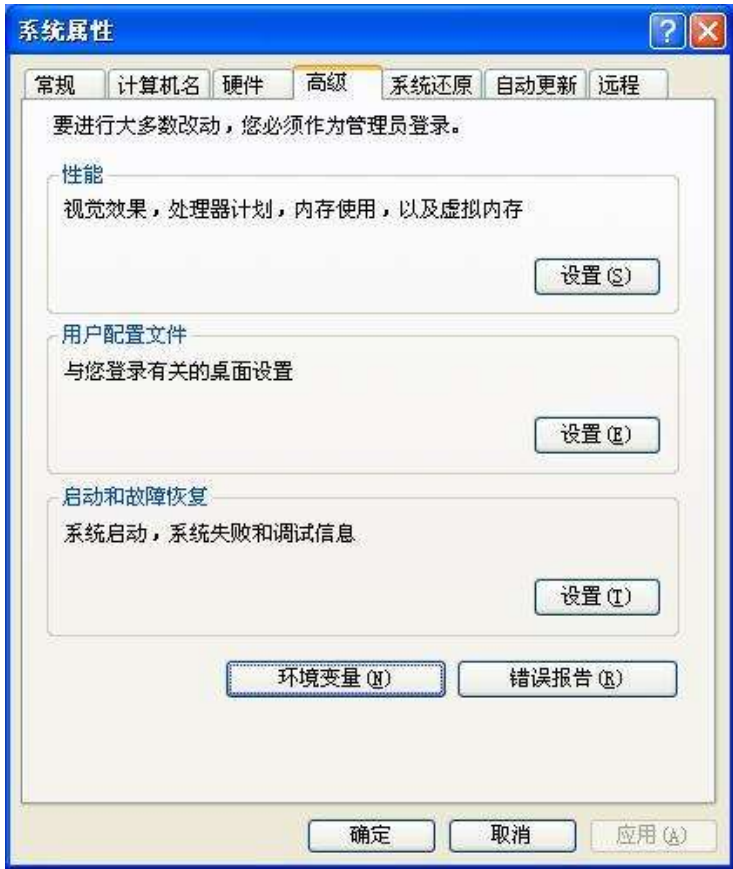 系统属性
常规 计算机名 硬件 高级 系统还原 自动更新 远程
要进行大多数改动，您必须作为管理员登录。
性能
视觉效果，处理器计划，内存使用，以及虚拟内存
设置(S)
用户配置文件
与您登录有关的桌面设置
设置(E)
启动和故障恢复
系统启动，系统失败和调试信息
设置(T)
环境变量(N) 错误报告(R)
确定 取消 应用(A)